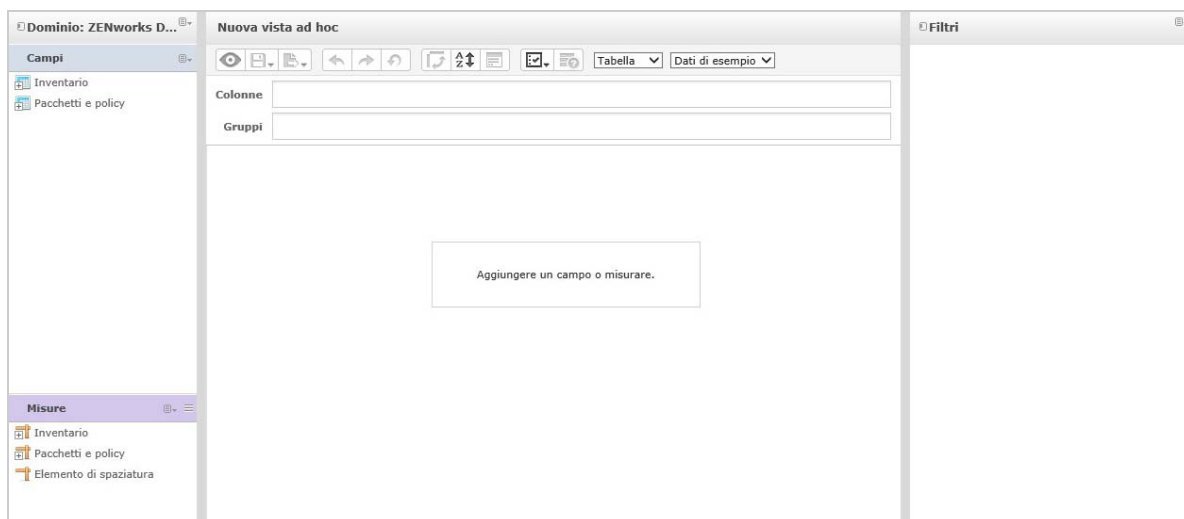 Dominio: ZENworks D...
Campi
Inventario
Pacchetti e policy
Misure
Inventario
Pacchetti e policy
Elemento di spaziatura
Nuova vista ad hoc
Tabella
Dati di esempio
Colonne
Gruppi
Aggiungere un campo o misurare.
Filtri